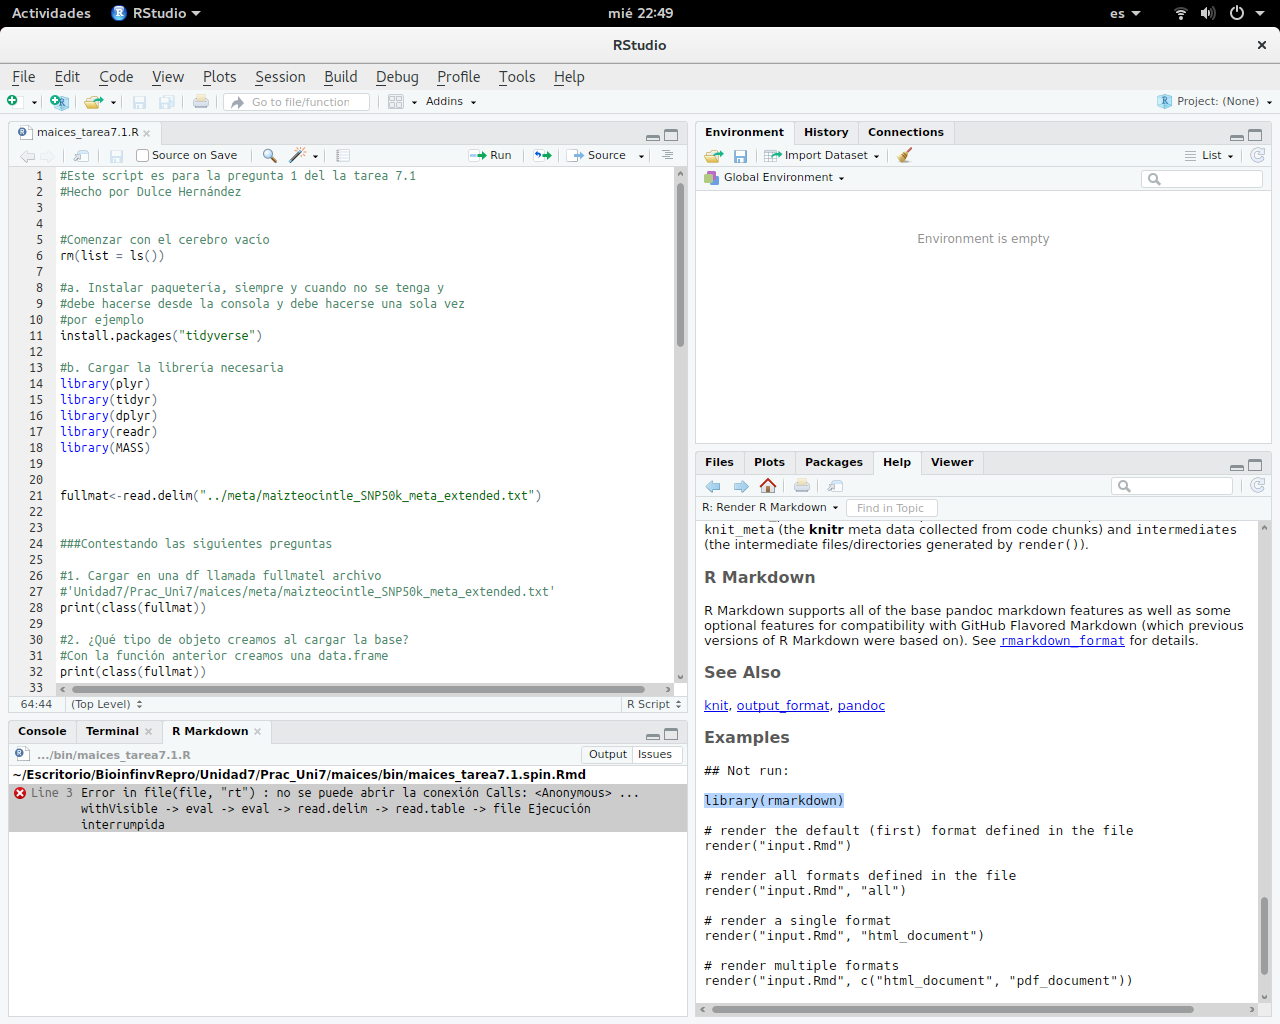 Actividades
RStudio
mié 22:49
es
RStudio
File Edit Code View Plots Session Build Debug Profile Tools Help
Go to file/function
Addins
Project: (None)
maices_tarea7.1.R
Source on Save
Run
Source
1 #Este script es para la pregunta 1 del la tarea 7.1
2 #Hecho por Dulce Hernández
3
4
5 #Comenzar con el cerebro vacío
6 rm(list = ls())
7
8 #a. Instalar paquetería, siempre y cuando no se tenga y
9 #debe hacerse desde la consola y debe hacerse una sola vez
10 #por ejemplo
11 install.packages("tidyverse")
12
13 #b. Cargar la librería necesaria
14 library(plyr)
15 library(tidyr)
16 library(dplyr)
17 library(readr)
18 library(MASS)
19
20
21 fullmat<-read.delim("../meta/maizteocintle_SNP50k_meta_extended.txt")
22
23
24 ###Contestando las siguientes preguntas
25
26 #1. Cargar en una df llamada fullmatel archivo
27 #'Unidad7/Prac_Uni7/maices/meta/maizteocintle_SNP50k_meta_extended.txt'
28 print(class(fullmat))
29
30 #2. ¿Qué tipo de objeto creamos al cargar la base?
31 #Con la función anterior creamos una data.frame
32 print(class(fullmat))
33
64:44 (Top Level) R Script
Console Terminal R Markdown
.../bin/maices_tarea7.1.R
Output Issues
~/Escritorio/BioinfinvRepro/Unidad7/Prac_Uni7/maices/bin/maices_tarea7.1.spin.Rmd
Line 3 Error in file(file, "rt") : no se puede abrir la conexión Calls: <Anonymous> ...
withVisible -> eval -> eval -> read.delim -> read.table -> file Ejecución
interrumpida
Environment History Connections
Import Dataset
List
Global Environment
Environment is empty
Files Plots Packages Help Viewer
R: Render R Markdown
Find in Topic
knit_meta (the knitr meta data collected from code chunks) and intermediates
(the intermediate files/directories generated by render()).
R Markdown
R Markdown supports all of the base pandoc markdown features as well as some
optional features for compatibility with GitHub Flavored Markdown (which previous
versions of R Markdown were based on). See rmarkdown_format for details.
See Also
knit, output_format, pandoc
Examples
## Not run:
library(rmarkdown)
# render the default (first) format defined in the file
render("input.Rmd")
# render all formats defined in the file
render("input.Rmd", "all")
# render a single format
render("input.Rmd", "html_document")
# render multiple formats
render("input.Rmd", c("html_document", "pdf_document"))